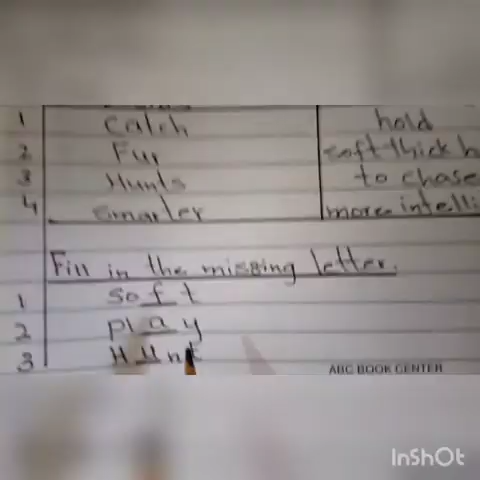 1 Catch hold
2 Fur soft thick h
3 Hunts to chase
4 Smarter more intelli
Fill in the missing letter.
1 soft
2 play
3 Hunt
ABC BOOK CENTER
InShOt